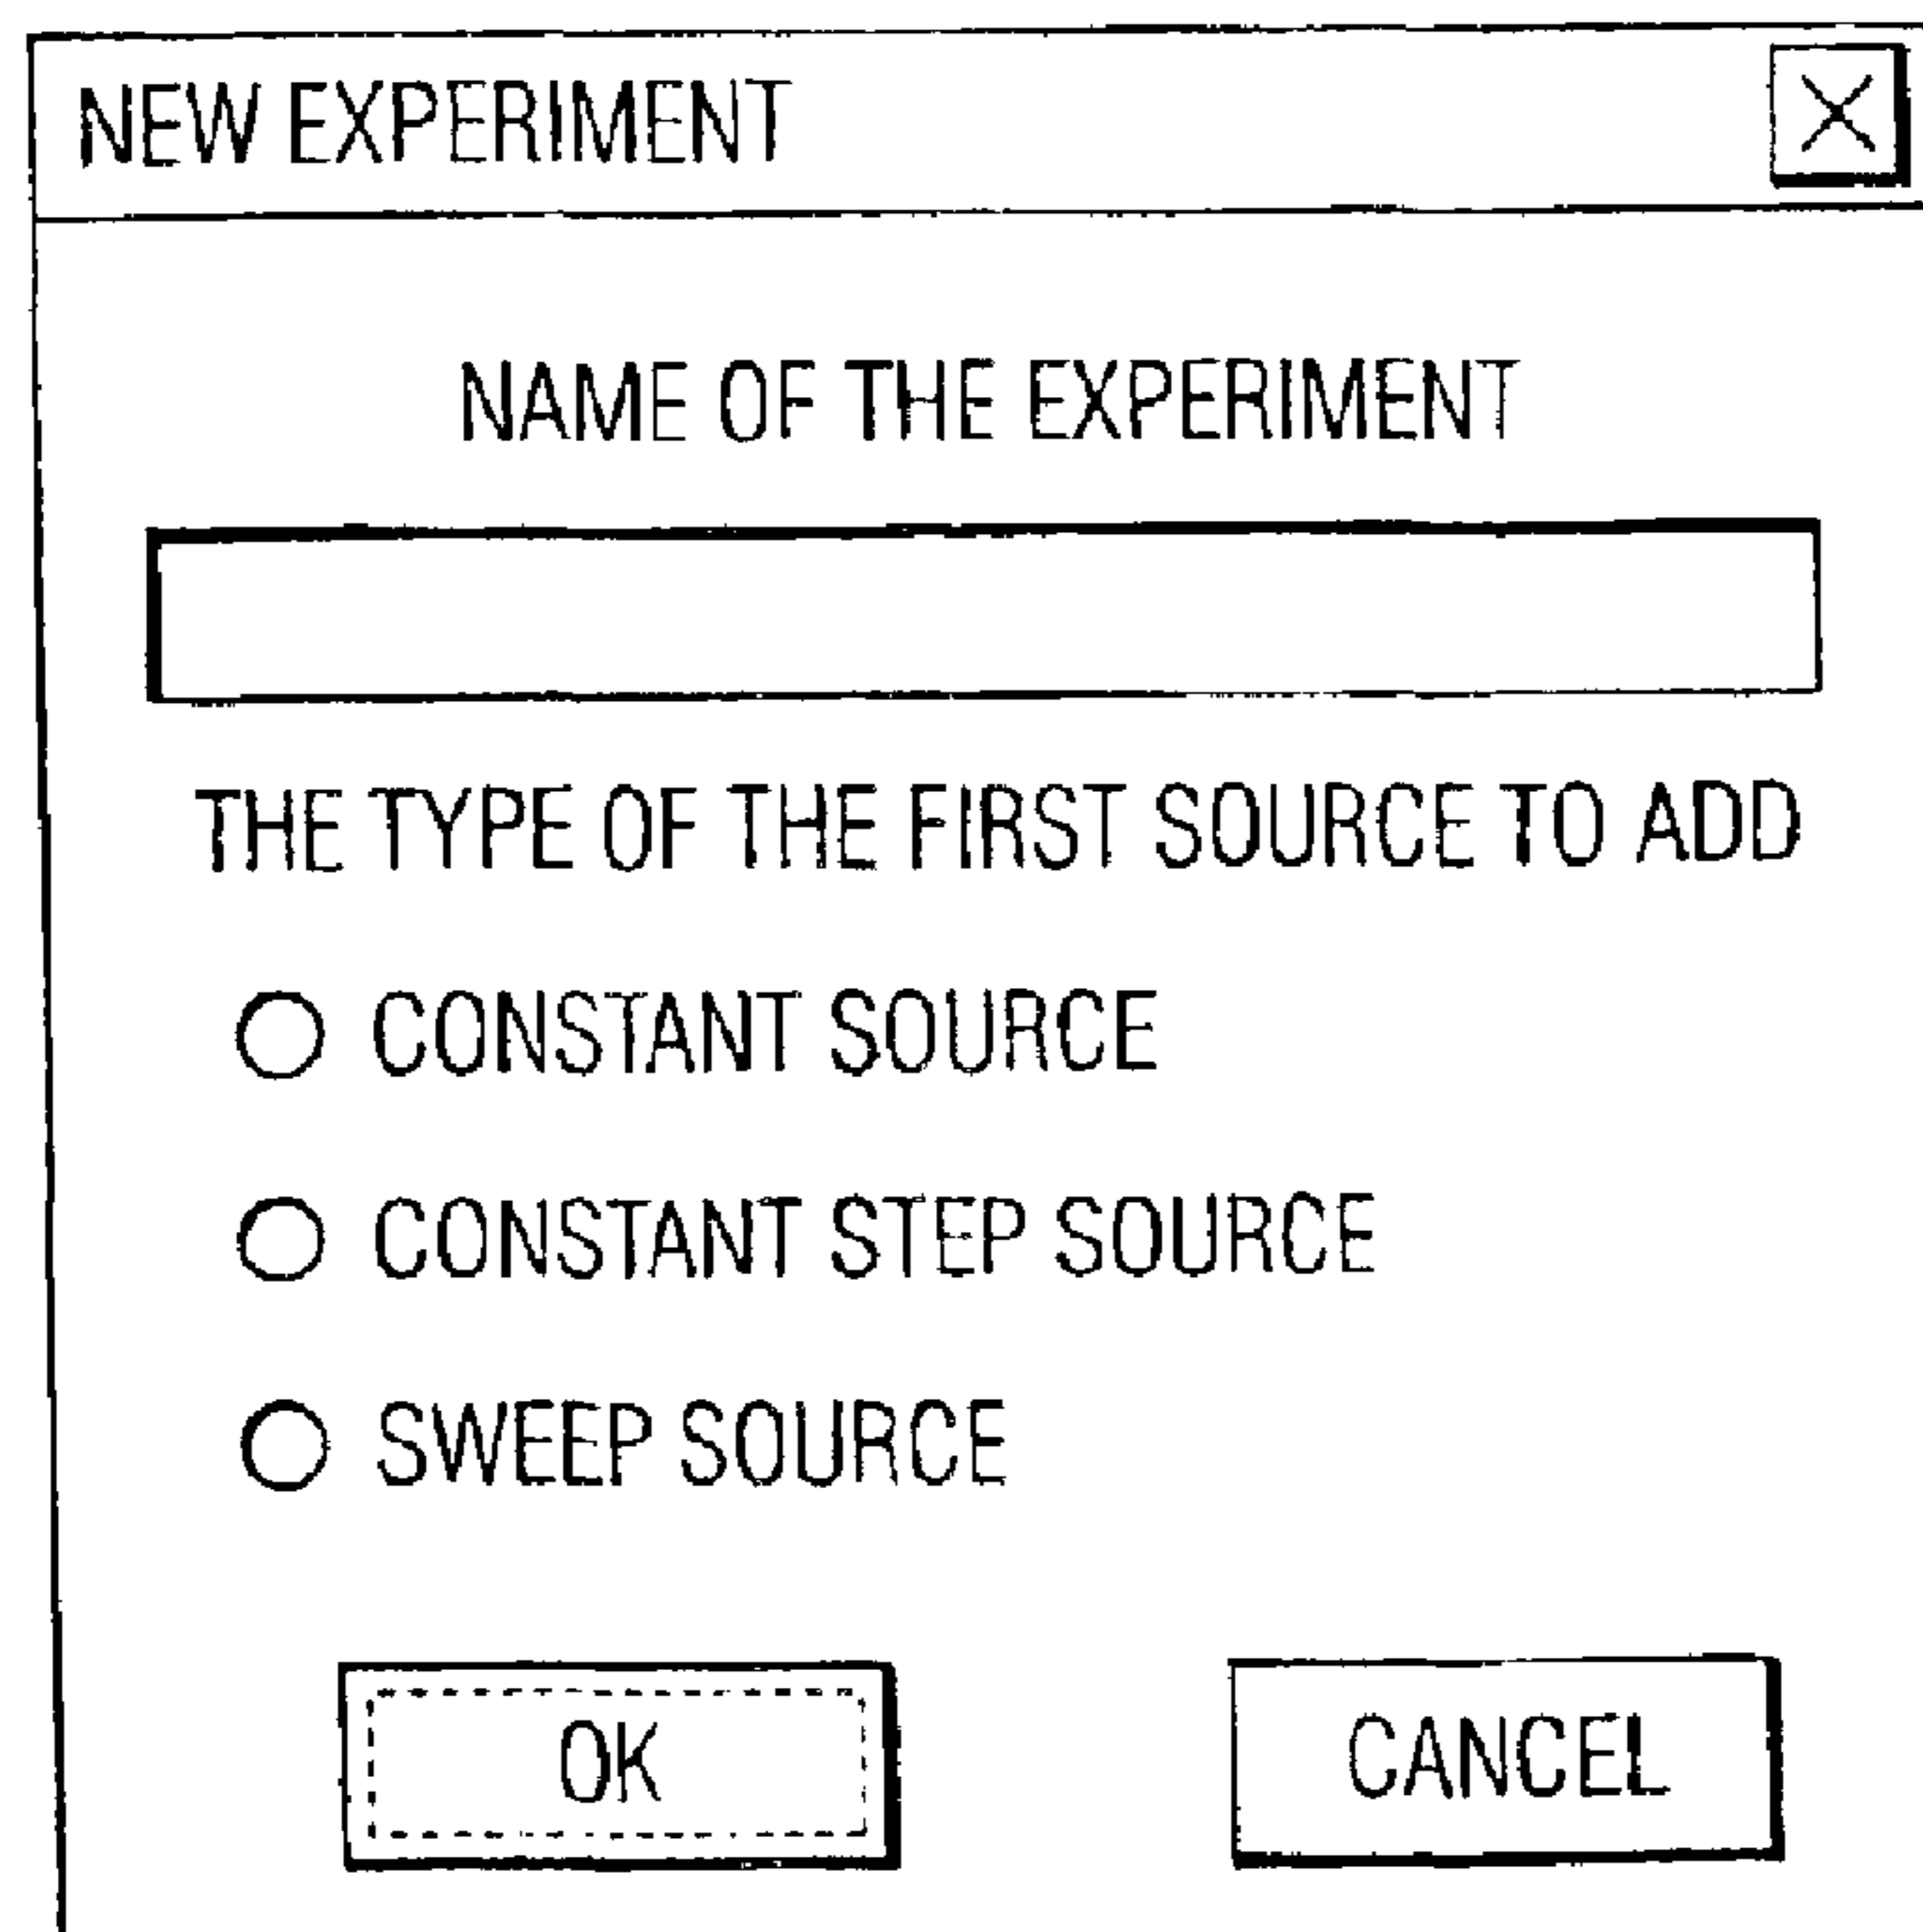 NEW EXPERIMENT
NAME OF THE EXPERIMENT
THE TYPE OF THE FIRST SOURCE TO ADD
CONSTANT SOURCE
CONSTANT STEP SOURCE
SWEEP SOURCE
OK
CANCEL